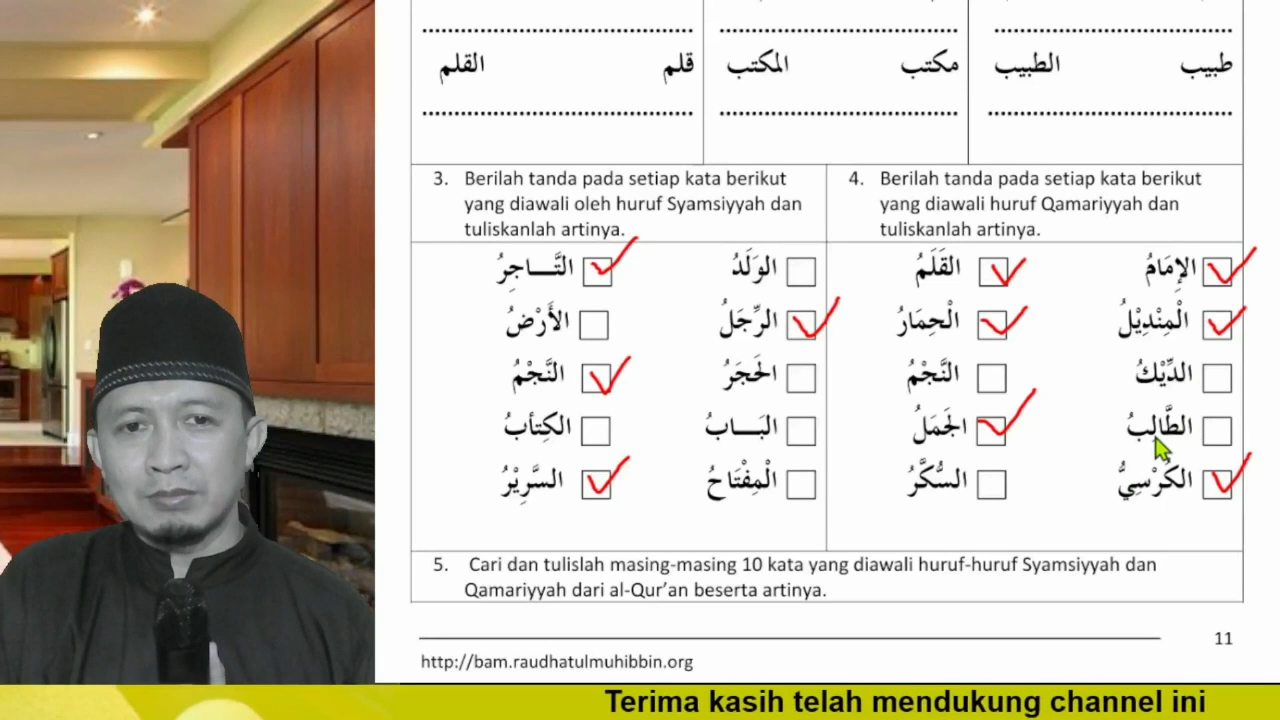 طبيب الطبيب
مكتب المكتب
قلم القلم
3. Berilah tanda pada setiap kata berikut
yang diawali oleh huruf Syamsiyyah dan
tuliskanlah artinya.
الوَلَدُ
التَّـــاجِرُ
الرَّجَلُ
الأَرْضُ
الحَجَرُ
النَّجْمُ
البَـــابُ
الكِتأبُ
الْمِفْتَاحُ
السَّرِيْرُ
4. Berilah tanda pada setiap kata berikut
yang diawali huruf Qamariyyah dan
tuliskanlah artinya.
الإِمَامُ
القَلَمُ
الْمِنْدِيْلُ
الْحِمَارُ
الدِّيْكُ
النَّجْمُ
الطَّالِبُ
الجَمَلُ
الكُرْسِيُّ
السُّكَّرُ
5. Cari dan tulislah masing-masing 10 kata yang diawali huruf-huruf Syamsiyyah dan
Qamariyyah dari al-Qur’an beserta artinya.
11
http://bam.raudhatulmuhibbin.org
Terima kasih telah mendukung channel ini